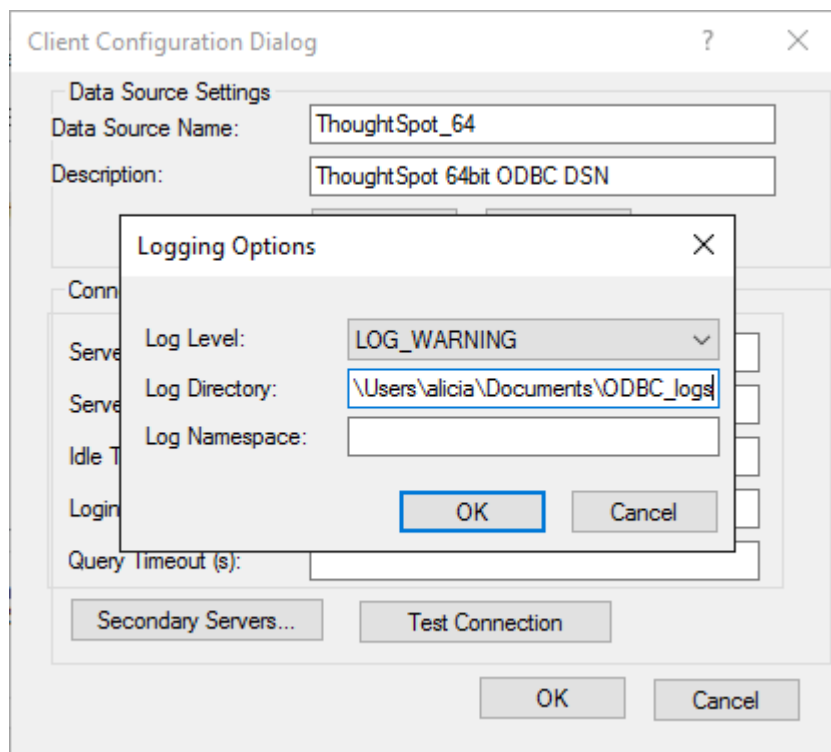 Client Configuration Dialog ?
Data Source Settings
Data Source Name: ThoughtSpot_64
Description: ThoughtSpot 64bit ODBC DSN
Logging Options
Log Level: LOG_WARNING
Log Directory: \Users\alicia\Documents\ODBC_logs
Log Namespace:
OK Cancel
Idle
Login
Query Timeout (s):
Secondary Servers... Test Connection
OK Cancel